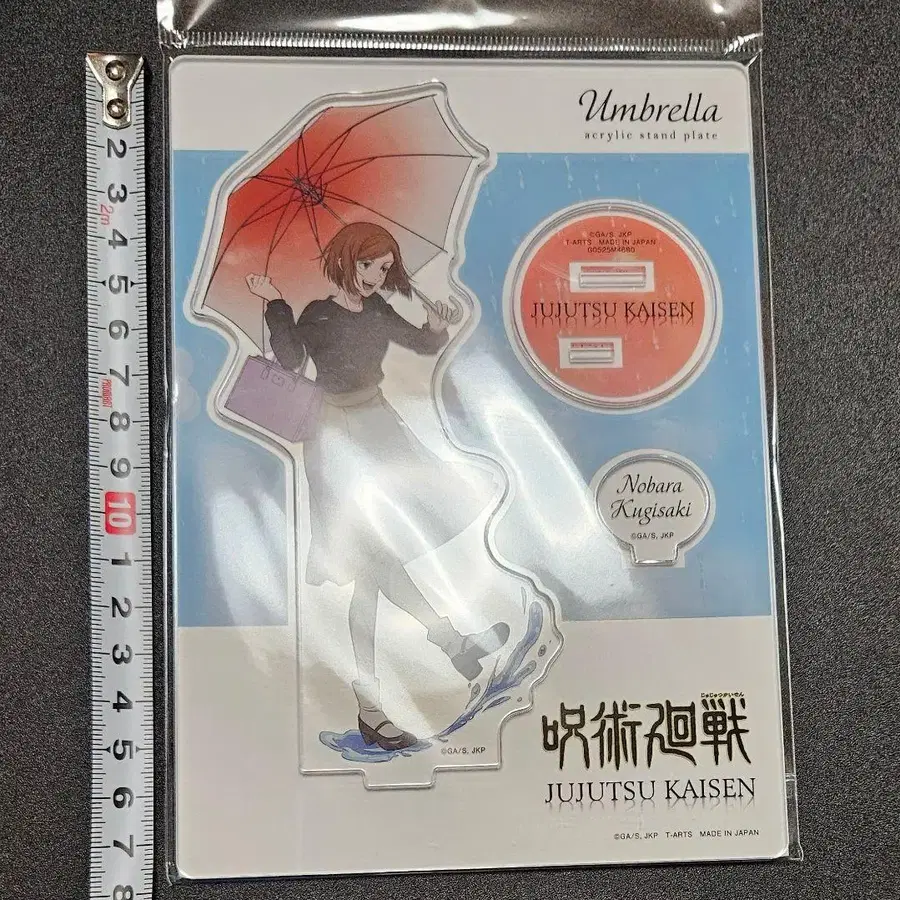 Umbrella
acrylic stand plate
©GA/S, JKP
T-ARTS MADE IN JAPAN
JUJUTSU KAISEN
Nobara
Kugisaki
©GA/S, JKP
©GA/S, JKP
じゅじゅつかいせん
呪術廻戦
JUJUTSU KAISEN
©GA/S, JKP T-ARTS MADE IN JAPAN
2
3
2m
4
5
6
7
8
9
10
1
2
3
4
5
6
7
8